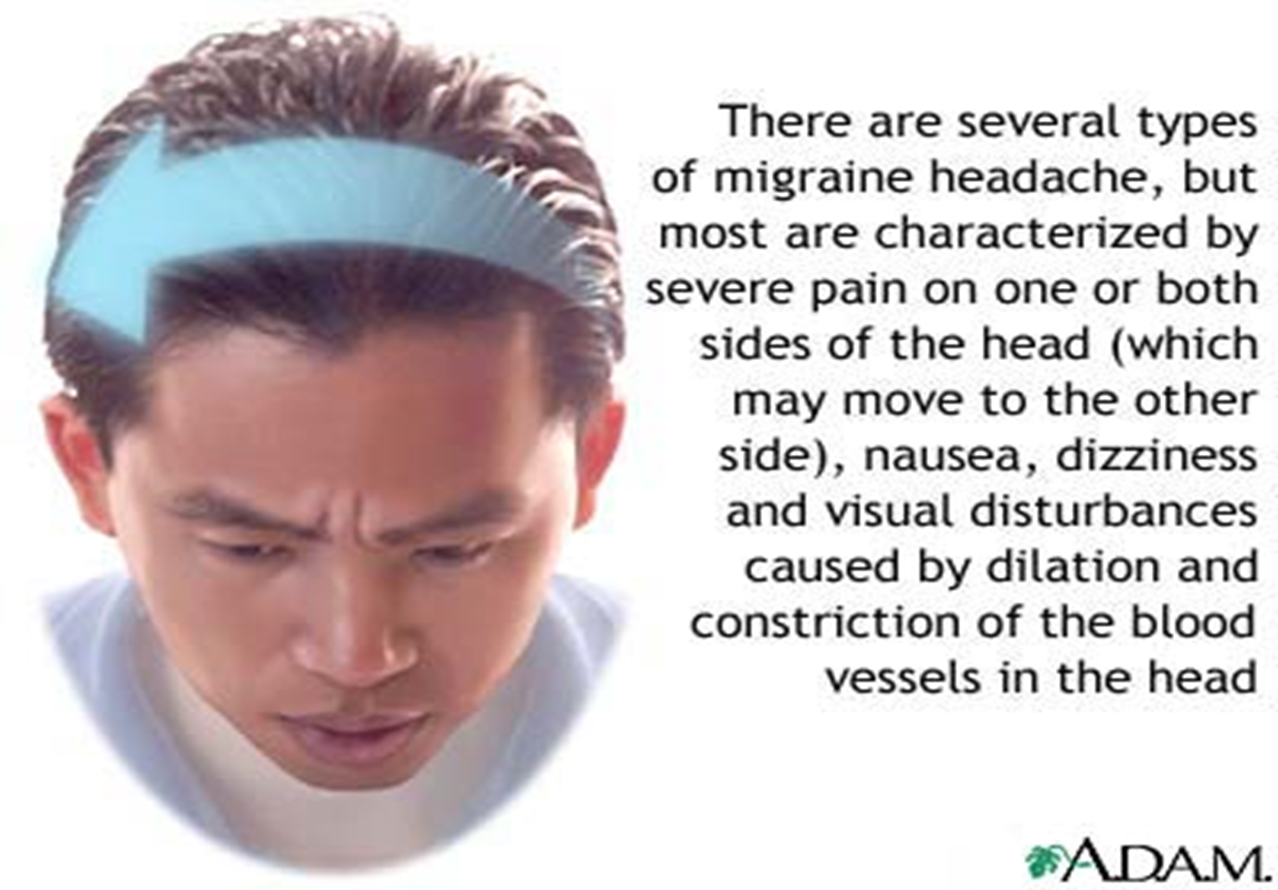 There are several types
of migraine headache, but
most are characterized by
severe pain on one or both
sides of the head (which
may move to the other
side), nausea, dizziness
and visual disturbances
caused by dilation and
constriction of the blood
vessels in the head
A.D.A.M.